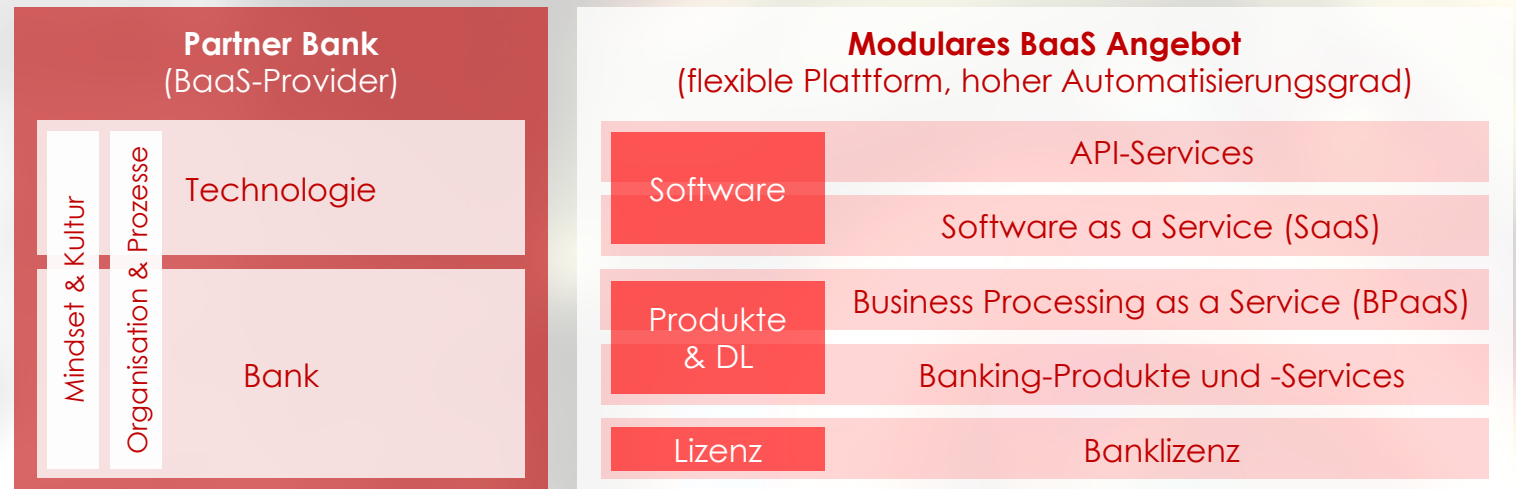 Partner Bank
(BaaS-Provider)
Mindset & Kultur
Organisation & Prozesse
Technologie
Bank
Modulares BaaS Angebot
(flexible Plattform, hoher Automatisierungsgrad)
Software
API-Services
Software as a Service (SaaS)
Produkte
& DL
Business Processing as a Service (BPaaS)
Banking-Produkte und -Services
Lizenz
Banklizenz